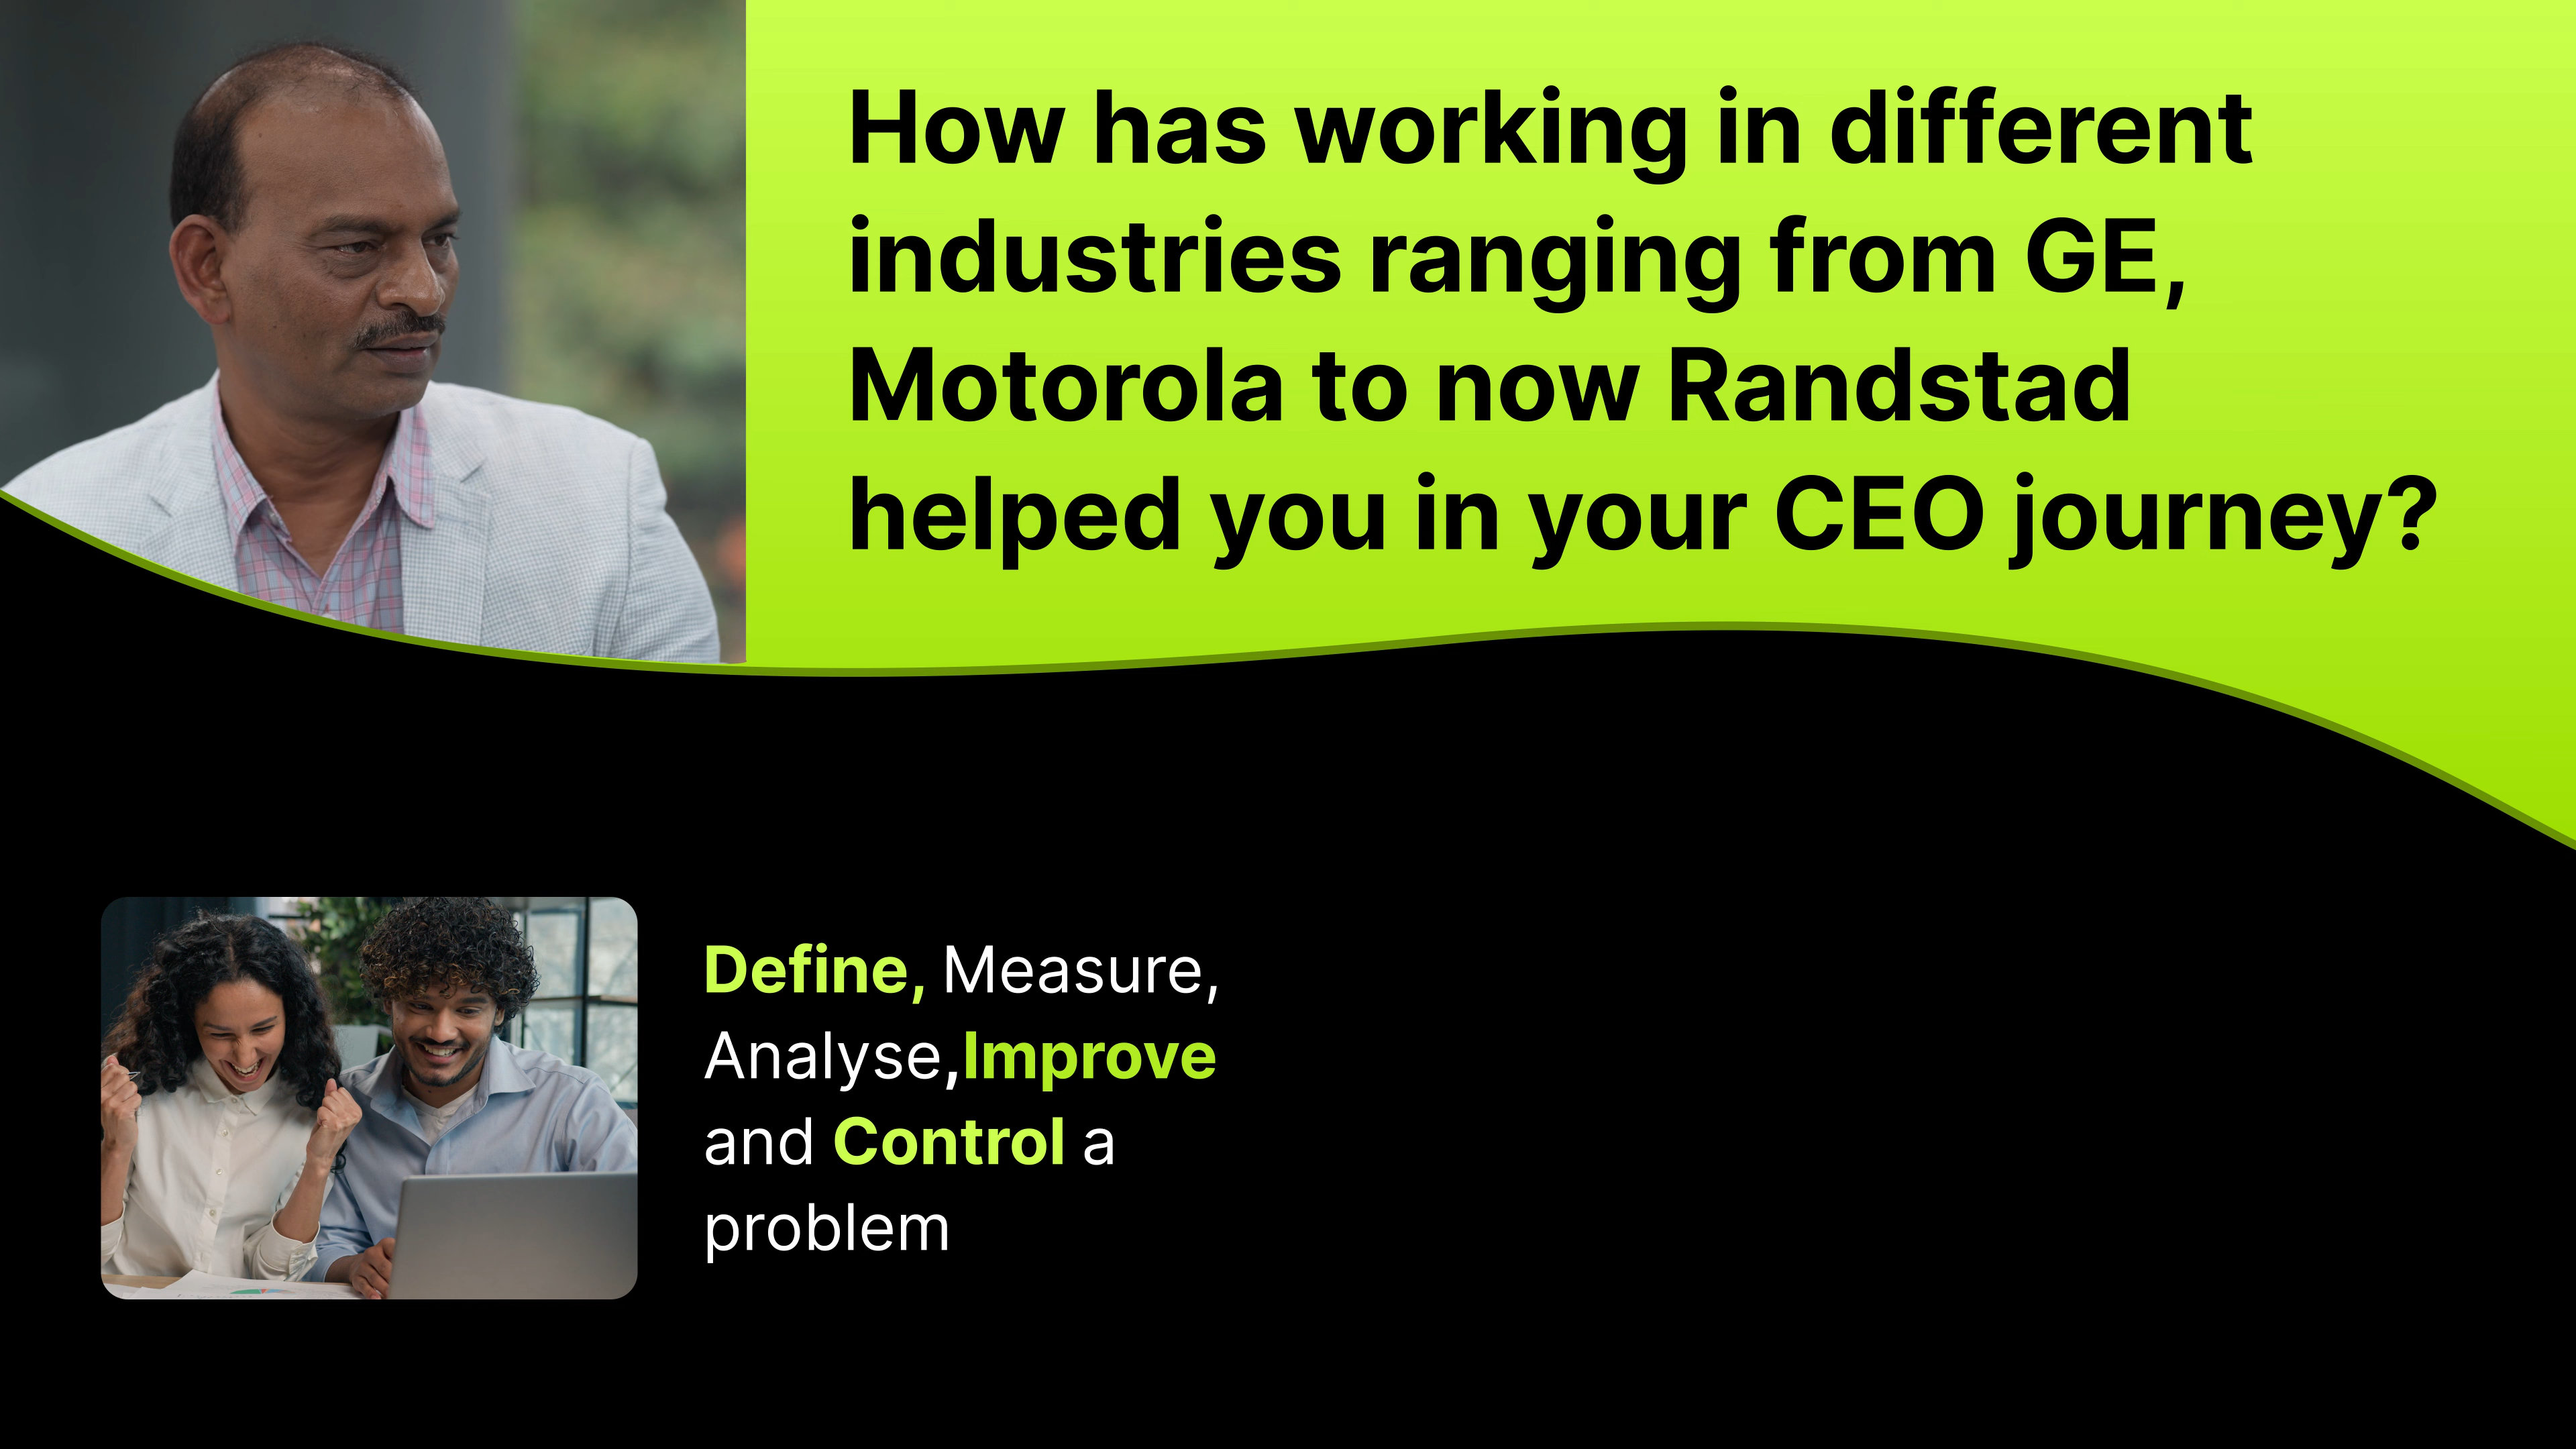 How has working in different
industries ranging from GE,
Motorola to now Randstad
helped you in your CEO journey?
Define, Measure,
Analyse,Improve
and Control a
problem